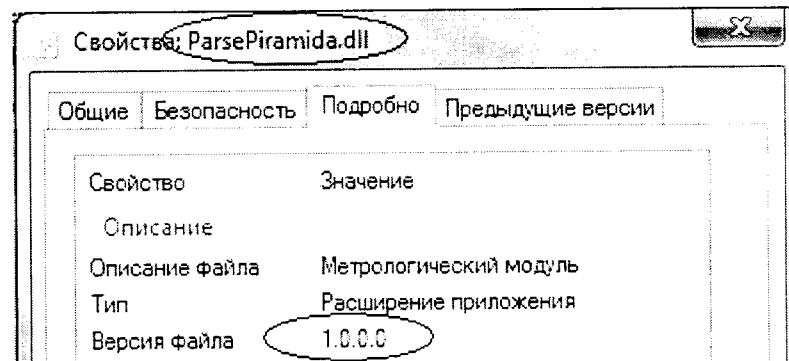 Свойства: ParsePiramida.dll
Общие Безопасность Подробно Предыдущие версии
Свойство Значение
Описание
Описание файла Метрологический модуль
Тип Расширение приложения
Версия файла 1.0.0.0